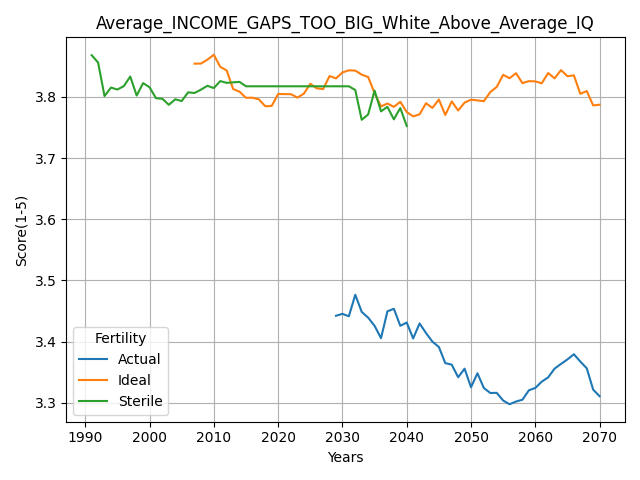 Average_INCOME_GAPS_TOO_BIG_White_Above_Average_IQ
Score(1-5)
3.8
3.7
3.6
3.5
3.4
3.3
Fertility
Actual
Ideal
Sterile
1990 2000 2010 2020 2030 2040 2050 2060 2070
Years